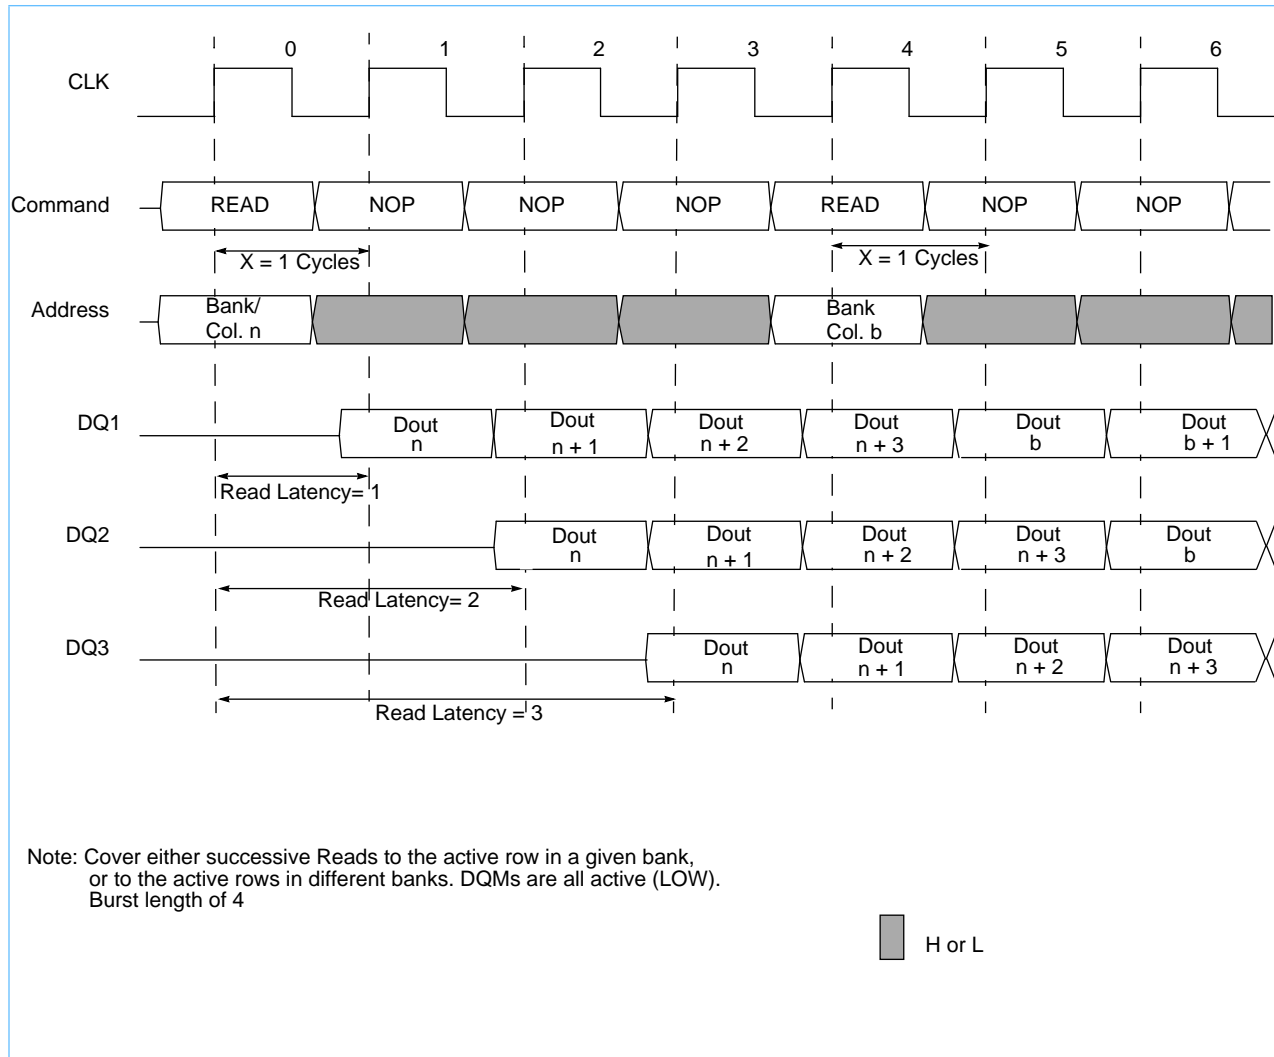 0 1 2 3 4 5 6
CLK
Command READ NOP NOP NOP READ NOP NOP
X = 1 Cycles X = 1 Cycles
Address Bank/ Bank
Col. n Col. b
DQ1 Dout Dout Dout Dout Dout Dout
n n + 1 n + 2 n + 3 b b + 1
Read Latency= 1
DQ2 Dout Dout Dout Dout Dout
n n + 1 n + 2 n + 3 b
Read Latency= 2
DQ3 Dout Dout Dout Dout
n n + 1 n + 2 n + 3
Read Latency = 3
Note: Cover either successive Reads to the active row in a given bank,
or to the active rows in different banks. DQMs are all active (LOW).
Burst length of 4
H or L